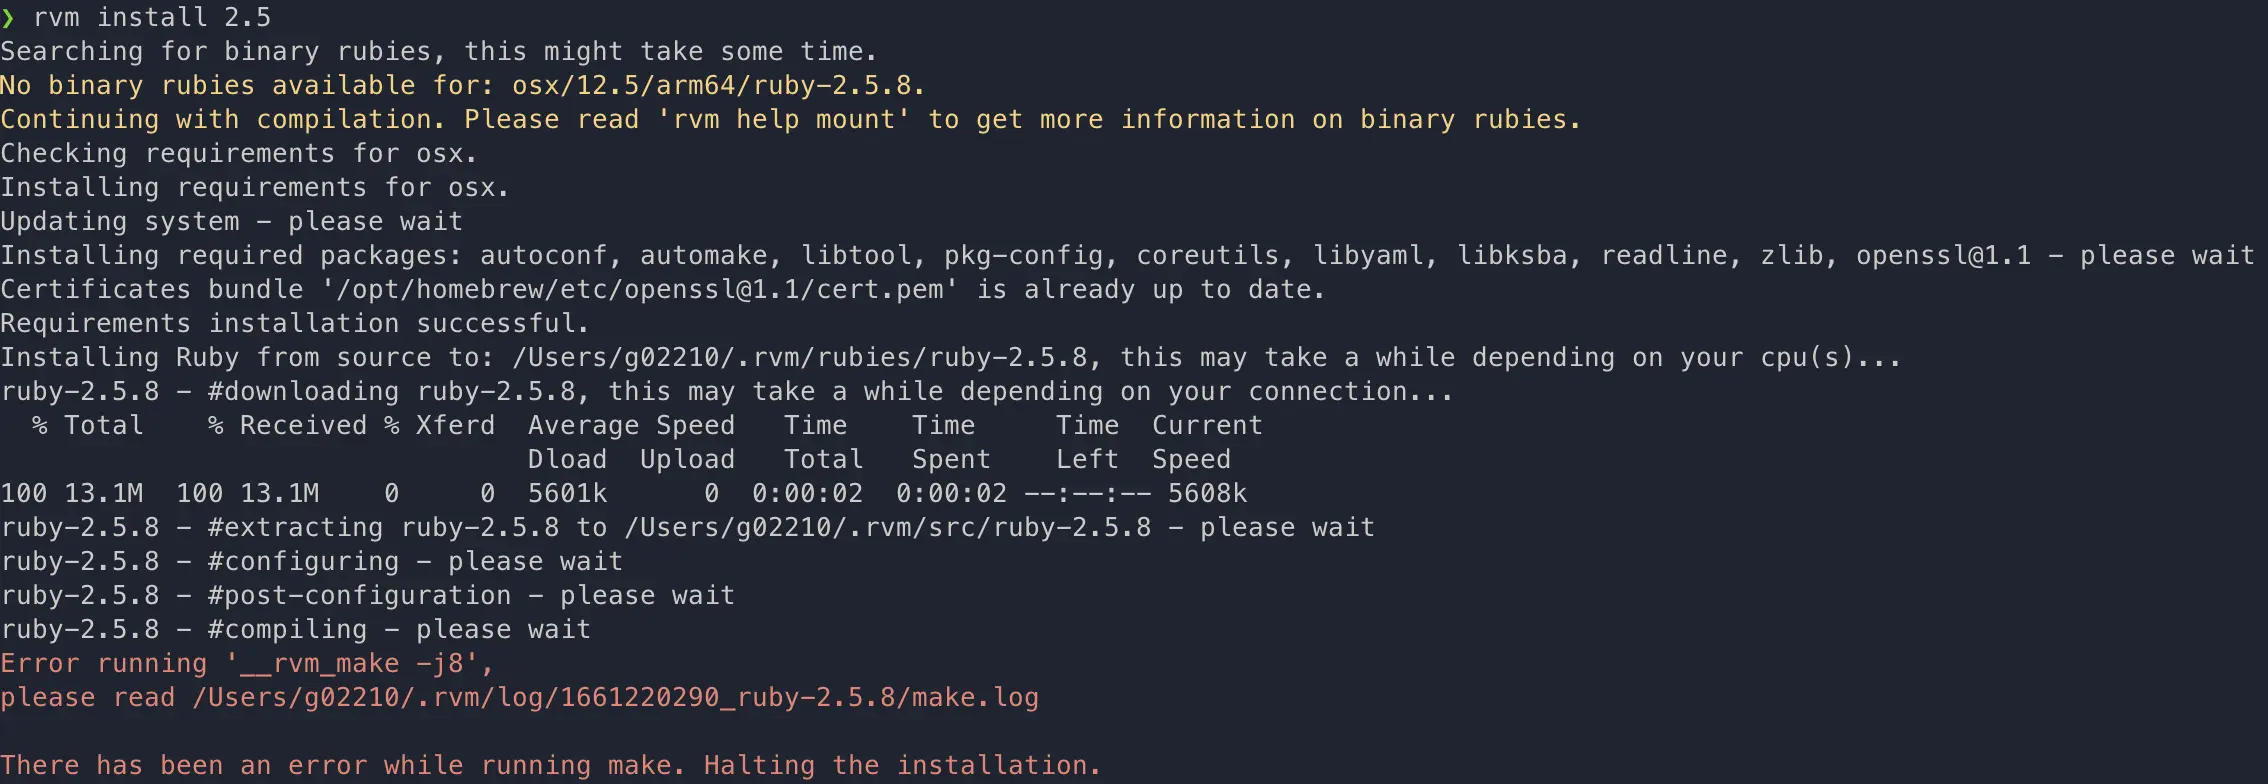 ❯ rvm install 2.5
Searching for binary rubies, this might take some time.
No binary rubies available for: osx/12.5/arm64/ruby-2.5.8.
Continuing with compilation. Please read 'rvm help mount' to get more information on binary rubies.
Checking requirements for osx.
Installing requirements for osx.
Updating system - please wait
Installing required packages: autoconf, automake, libtool, pkg-config, coreutils, libyaml, libksba, readline, zlib, openssl@1.1 - please wait
Certificates bundle '/opt/homebrew/etc/openssl@1.1/cert.pem' is already up to date.
Requirements installation successful.
Installing Ruby from source to: /Users/g02210/.rvm/rubies/ruby-2.5.8, this may take a while depending on your cpu(s)...
ruby-2.5.8 - #downloading ruby-2.5.8, this may take a while depending on your connection...
  % Total    % Received % Xferd  Average Speed   Time    Time     Time  Current
                                 Dload  Upload   Total   Spent    Left  Speed
100 13.1M  100 13.1M    0     0  5601k      0  0:00:02  0:00:02 --:--:-- 5608k
ruby-2.5.8 - #extracting ruby-2.5.8 to /Users/g02210/.rvm/src/ruby-2.5.8 - please wait
ruby-2.5.8 - #configuring - please wait
ruby-2.5.8 - #post-configuration - please wait
ruby-2.5.8 - #compiling - please wait
Error running '__rvm_make -j8',
please read /Users/g02210/.rvm/log/1661220290_ruby-2.5.8/make.log

There has been an error while running make. Halting the installation.